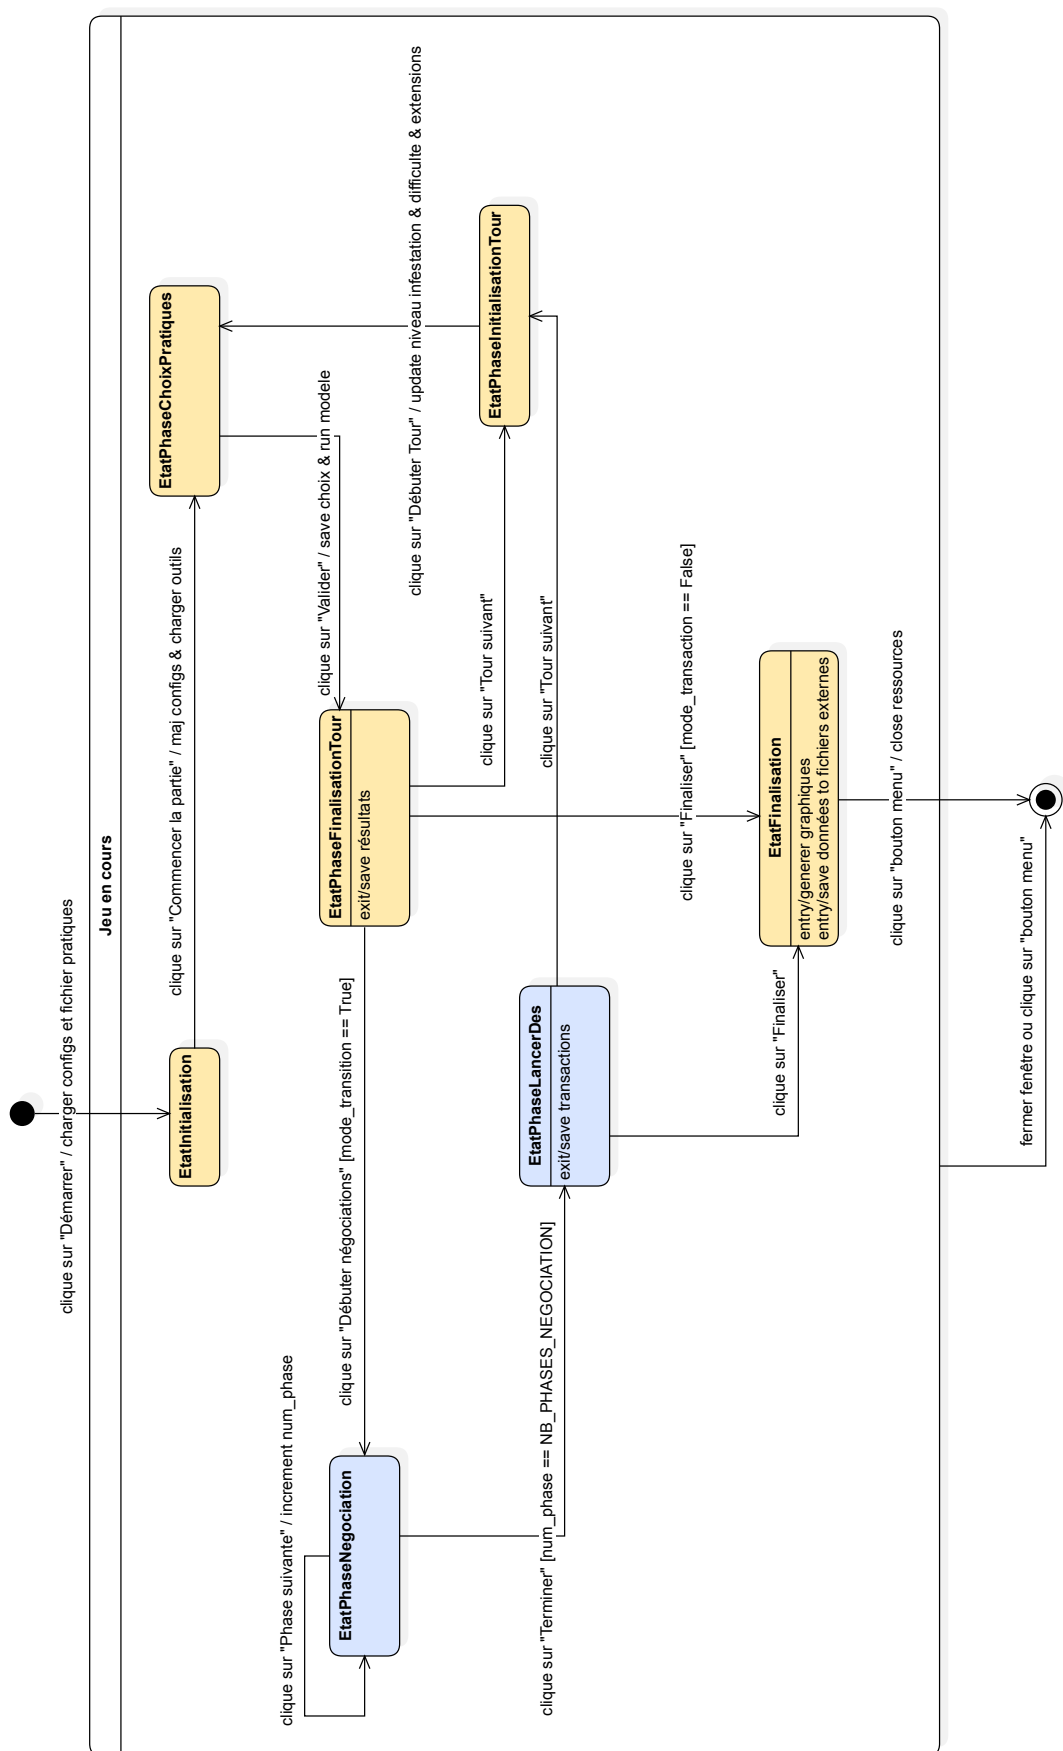 clique sur "Démarrer" / charger configs et fichier pratiques
Jeu en cours
EtatInitialisation
clique sur "Commencer la partie" / maj configs & charger outils
EtatPhaseChoixPratiques
clique sur "Phase suivante" / increment num_phase
EtatPhaseNegociation
clique sur "Débuter négociations" [mode_transition == True]
EtatPhaseFinalisationTour
exit/save résultats
clique sur "Valider" / save choix & run modele
clique sur "Débuter Tour" / update niveau infestation & difficulte & extensions
clique sur "Tour suivant"
EtatPhaseInitialisationTour
clique sur "Terminer" [num_phase == NB_PHASES_NEGOCIATION]
EtatPhaseLancerDes
exit/save transactions
clique sur "Tour suivant"
clique sur "Finaliser" [mode_transaction == False]
clique sur "Finaliser"
EtatFinalisation
entry/generer graphiques
entry/save données to fichiers externes
clique sur "bouton menu" / close ressources
fermer fenêtre ou clique sur "bouton menu"